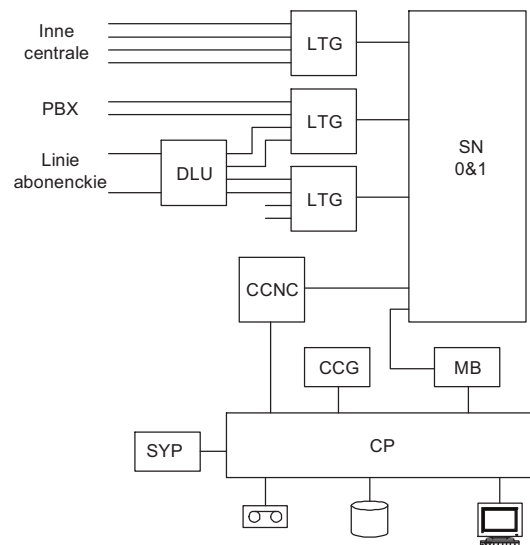 Inne
centrale
LTG
PBX
LTG
Linie
abonenckie
DLU
LTG
SN
0&1
CCNC
CCG
MB
SYP
CP